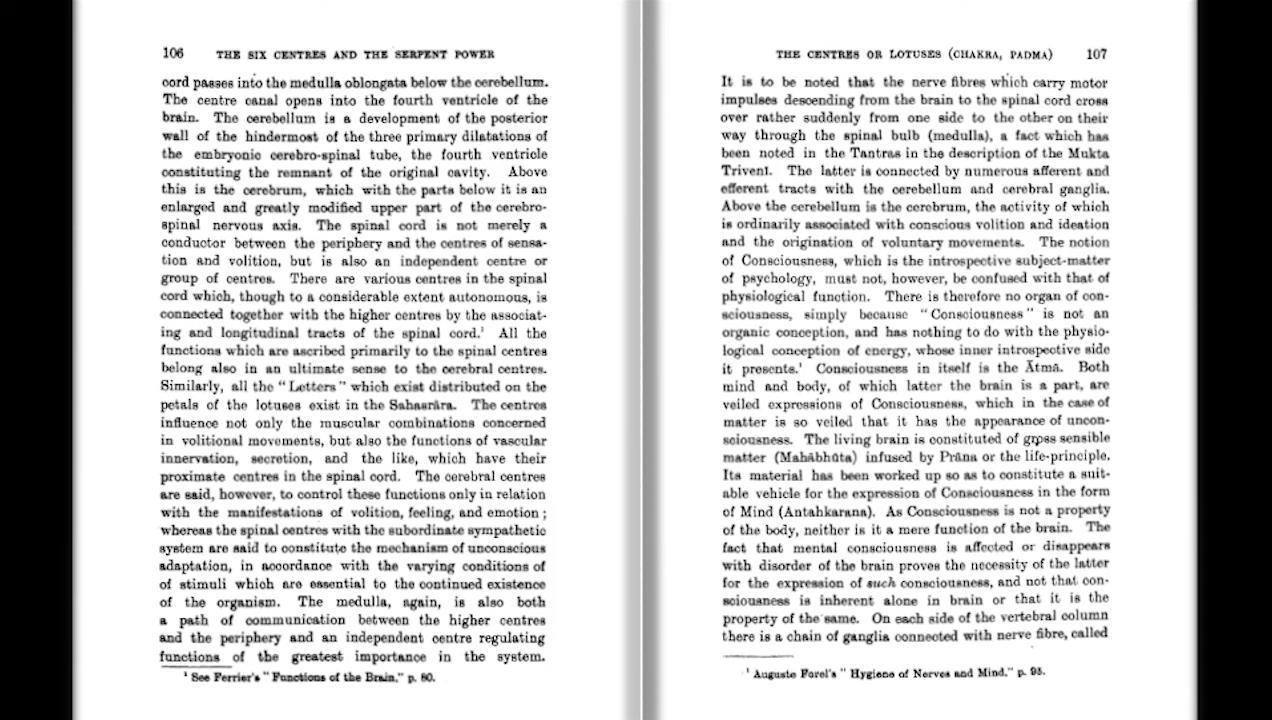 106 THE SIX CENTRES AND THE SERPENT POWER
cord passes into the medulla oblongata below the cerebellum.
The centre canal opens into the fourth ventricle of the
brain. The cerebellum is a development of the posterior
wall of the hindermost of the three primary dilatations of
the embryonic cerebro-spinal tube, the fourth ventricle
constituting the remnant of the original cavity. Above
this is the cerebrum, which with the parts below it is an
enlarged and greatly modified upper part of the cerebro-
spinal nervous axis. The spinal cord is not merely a
conductor between the periphery and the centres of sensa-
tion and volition, but is also an independent centre or
group of centres. There are various centres in the spinal
cord which, though to a considerable extent autonomous, is
connected together with the higher centres by the associat-
ing and longitudinal tracts of the spinal cord.¹ All the
functions which are ascribed primarily to the spinal centres
belong also in an ultimate sense to the cerebral centres.
Similarly, all the "Letters" which exist distributed on the
petals of the lotuses exist in the Sahasrāra. The centres
influence not only the muscular combinations concerned
in volitional movements, but also the functions of vascular
innervation, secretion, and the like, which have their
proximate centres in the spinal cord. The cerebral centres
are said, however, to control these functions only in relation
with the manifestations of volition, feeling, and emotion;
whereas the spinal centres with the subordinate sympathetic
system are said to constitute the mechanism of unconscious
adaptation, in accordance with the varying conditions of
of stimuli which are essential to the continued existence
of the organism. The medulla, again, is also both
a path of communication between the higher centres
and the periphery and an independent centre regulating
functions of the greatest importance in the system.
¹ See Ferrier's "Functions of the Brain," p. 80.
THE CENTRES OR LOTUSES (CHAKRA, PADMA) 107
It is to be noted that the nerve fibres which carry motor
impulses descending from the brain to the spinal cord cross
over rather suddenly from one side to the other on their
way through the spinal bulb (medulla), a fact which has
been noted in the Tantras in the description of the Mukta
Trivenī. The latter is connected by numerous afferent and
efferent tracts with the cerebellum and cerebral ganglia.
Above the cerebellum is the cerebrum, the activity of which
is ordinarily associated with conscious volition and ideation
and the origination of voluntary movements. The notion
of Consciousness, which is the introspective subject-matter
of psychology, must not, however, be confused with that of
physiological function. There is therefore no organ of con-
sciousness, simply because "Consciousness" is not an
organic conception, and has nothing to do with the physio-
logical conception of energy, whose inner introspective side
it presents.¹ Consciousness in itself is the Ātmā. Both
mind and body, of which latter the brain is a part, are
veiled expressions of Consciousness, which in the case of
matter is so veiled that it has the appearance of uncon-
sciousness. The living brain is constituted of gross sensible
matter (Mahābhūta) infused by Prāna or the life-principle.
Its material has been worked up so as to constitute a suit-
able vehicle for the expression of Consciousness in the form
of Mind (Antahkarana). As Consciousness is not a property
of the body, neither is it a mere function of the brain. The
fact that mental consciousness is affected or disappears
with disorder of the brain proves the necessity of the latter
for the expression of such consciousness, and not that con-
sciousness is inherent alone in brain or that it is the
property of the same. On each side of the vertebral column
there is a chain of ganglia connected with nerve fibre, called
¹ Auguste Forel's "Hygiene of Nerves and Mind," p. 95.